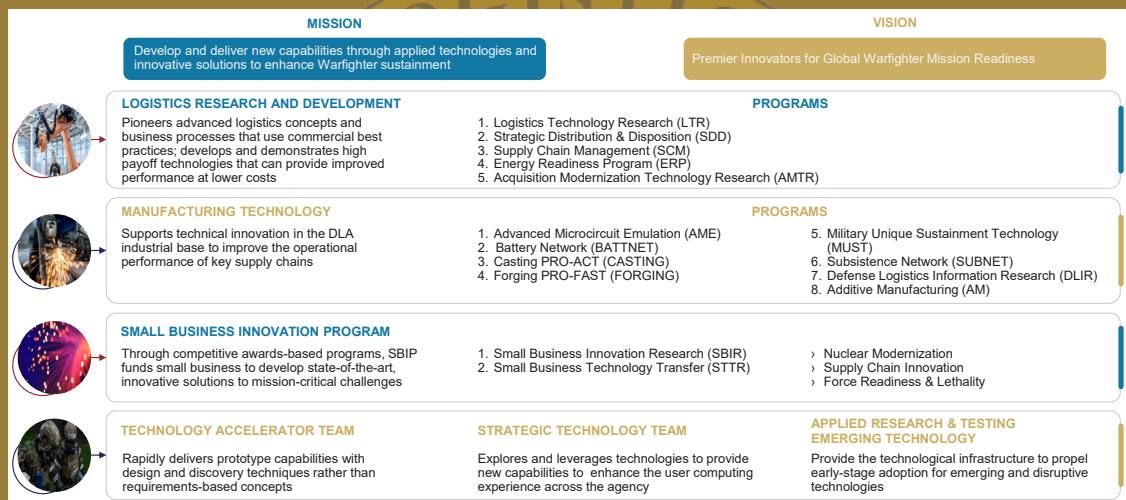 MISSION
VISION
Develop and deliver new capabilities through applied technologies and
innovative solutions to enhance Warfighter sustainment
Premier Innovators for Global Warfighter Mission Readiness
LOGISTICS RESEARCH AND DEVELOPMENT
Pioneers advanced logistics concepts and
business processes that use commercial best
practices; develops and demonstrates high
payoff technologies that can provide improved
performance at lower costs
PROGRAMS
1. Logistics Technology Research (LTR)
2. Strategic Distribution & Disposition (SDD)
3. Supply Chain Management (SCM)
4. Energy Readiness Program (ERP)
5. Acquisition Modernization Technology Research (AMTR)
MANUFACTURING TECHNOLOGY
Supports technical innovation in the DLA
industrial base to improve the operational
performance of key supply chains
PROGRAMS
1. Advanced Microcircuit Emulation (AME)
2. Battery Network (BATTNET)
3. Casting PRO-ACT (CASTING)
4. Forging PRO-FAST (FORGING)
5. Military Unique Sustainment Technology
(MUST)
6. Subsistence Network (SUBNET)
7. Defense Logistics Information Research (DLIR)
8. Additive Manufacturing (AM)
SMALL BUSINESS INNOVATION PROGRAM
Through competitive awards-based programs, SBIP
funds small business to develop state-of-the-art,
innovative solutions to mission-critical challenges
1. Small Business Innovation Research (SBIR)
2. Small Business Technology Transfer (STTR)
› Nuclear Modernization
› Supply Chain Innovation
› Force Readiness & Lethality
TECHNOLOGY ACCELERATOR TEAM
Rapidly delivers prototype capabilities with
design and discovery techniques rather than
requirements-based concepts
STRATEGIC TECHNOLOGY TEAM
Explores and leverages technologies to provide
new capabilities to enhance the user computing
experience across the agency
APPLIED RESEARCH & TESTING
EMERGING TECHNOLOGY
Provide the technological infrastructure to propel
early-stage adoption for emerging and disruptive
technologies